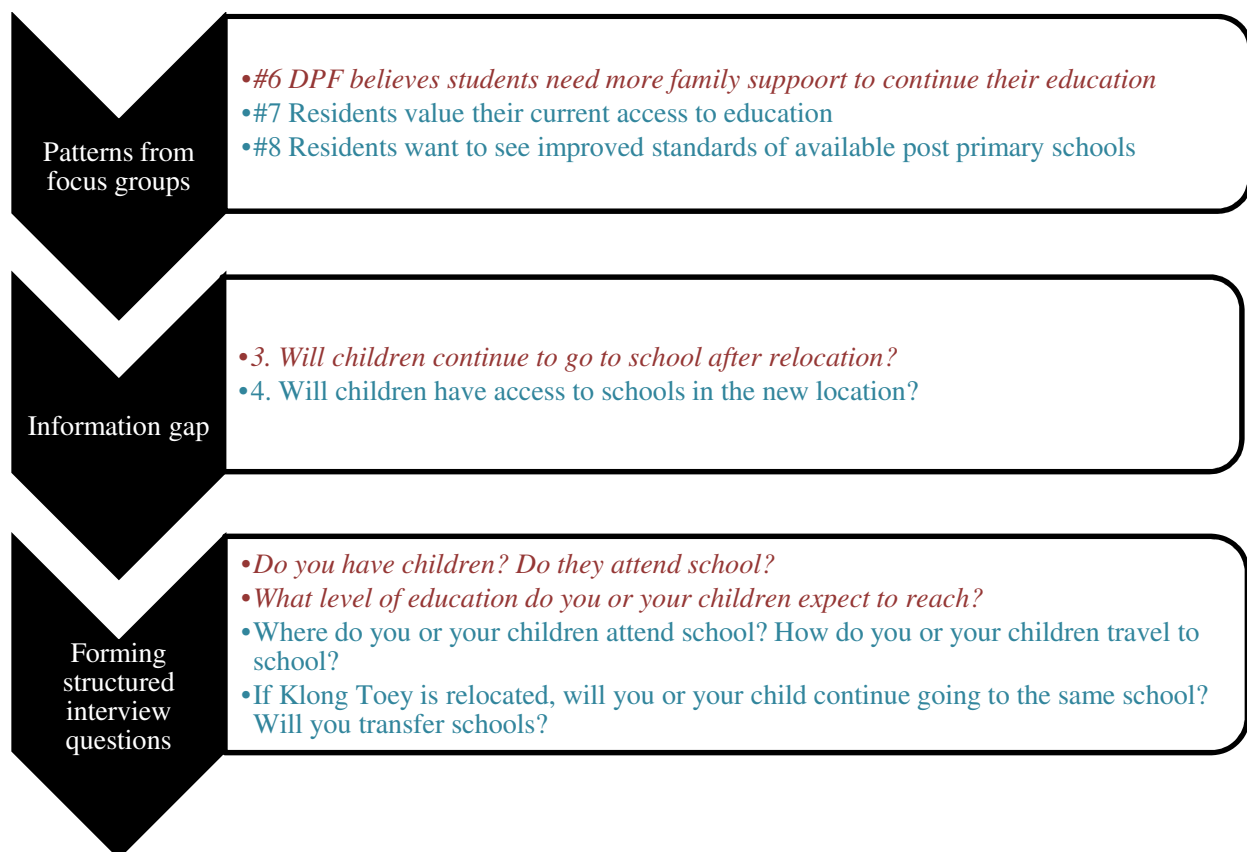 Patterns from
focus groups
•#6 DPF believes students need more family suppoort to continue their education
•#7 Residents value their current access to education
•#8 Residents want to see improved standards of available post primary schools
Information gap
•3. Will children continue to go to school after relocation?
•4. Will children have access to schools in the new location?
Forming
structured
interview
questions
•Do you have children? Do they attend school?
•What level of education do you or your children expect to reach?
•Where do you or your children attend school? How do you or your children travel to
school?
•If Klong Toey is relocated, will you or your child continue going to the same school?
Will you transfer schools?